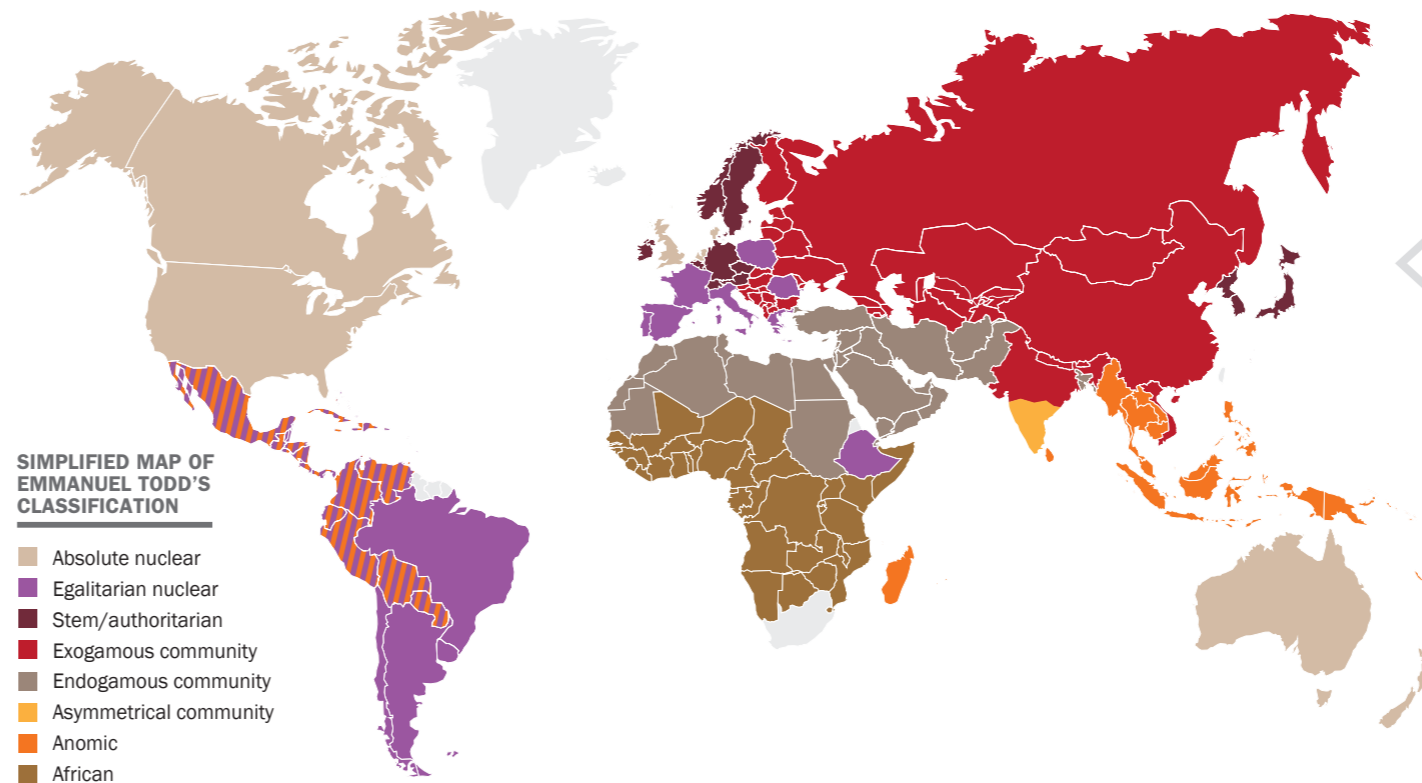 SIMPLIFIED MAP OF
EMMANUEL TODD'S
CLASSIFICATION
Absolute nuclear
Egalitarian nuclear
Stem/authoritarian
Exogamous community
Endogamous community
Asymmetrical community
Anomic
African